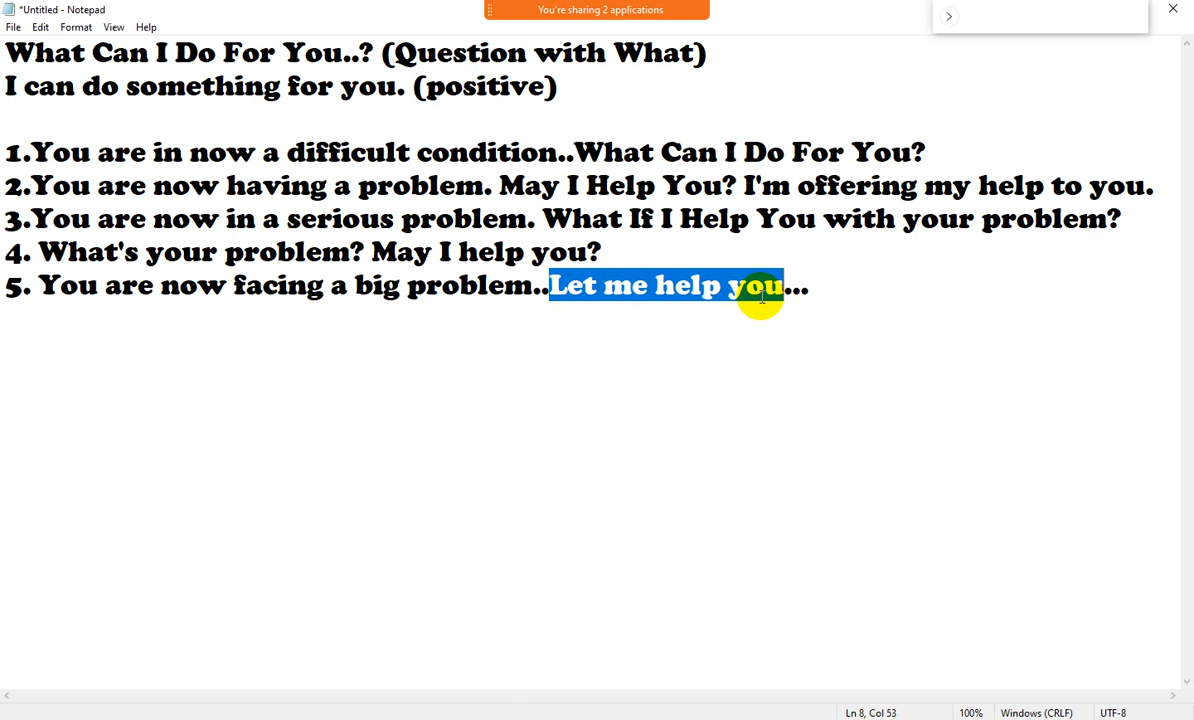 *Untitled - Notepad
You're sharing 2 applications
File Edit Format View Help
What Can I Do For You..? (Question with What)
I can do something for you. (positive)
1.You are in now a difficult condition..What Can I Do For You?
2.You are now having a problem. May I Help You? I'm offering my help to you.
3.You are now in a serious problem. What If I Help You with your problem?
4. What's your problem? May I help you?
5. You are now facing a big problem..Let me help you...
Ln 8, Col 53 100% Windows (CRLF) UTF-8